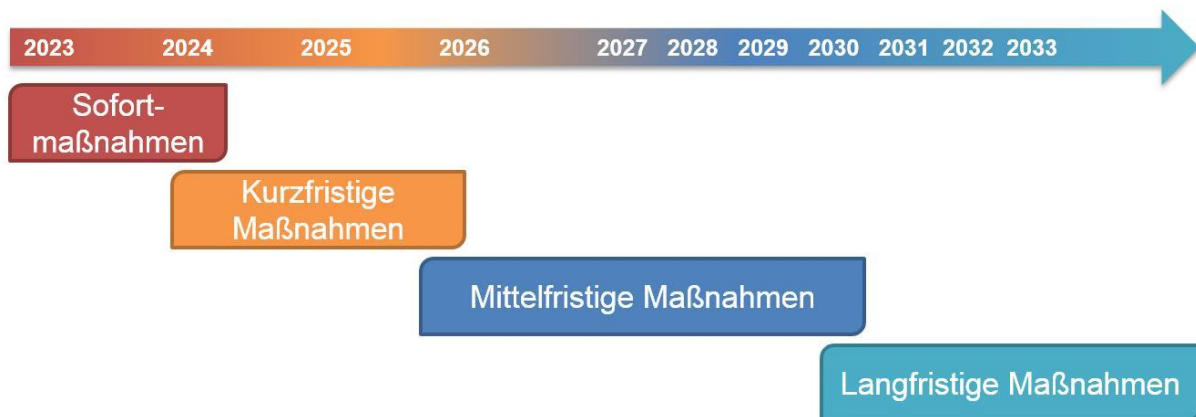 2023 2024 2025 2026 2027 2028 2029 2030 2031 2032 2033
Sofort-
maßnahmen
Kurzfristige
Maßnahmen
Mittelfristige Maßnahmen
Langfristige Maßnahmen